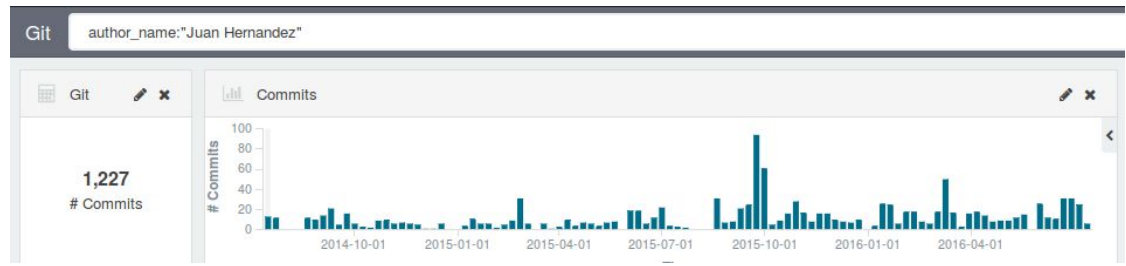 Git author_name:"Juan Hernandez"
Git
Commits
1,227
# Commits
# Commits
100
80
60
40
20
0
2014-10-01 2015-01-01 2015-04-01 2015-07-01 2015-10-01 2016-01-01 2016-04-01